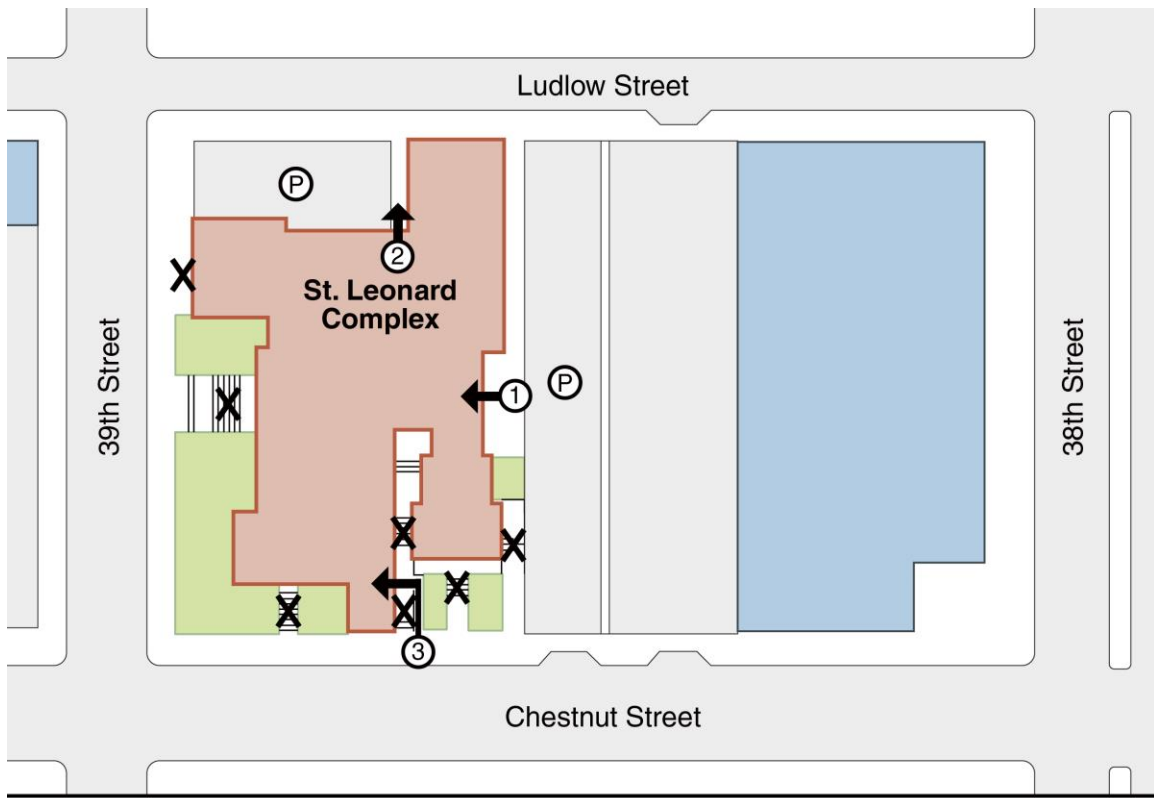 Ludlow Street
P
2
St. Leonard
Complex
X
39th Street
38th Street
X
1
P
X
X
X
X
X
3
Chestnut Street